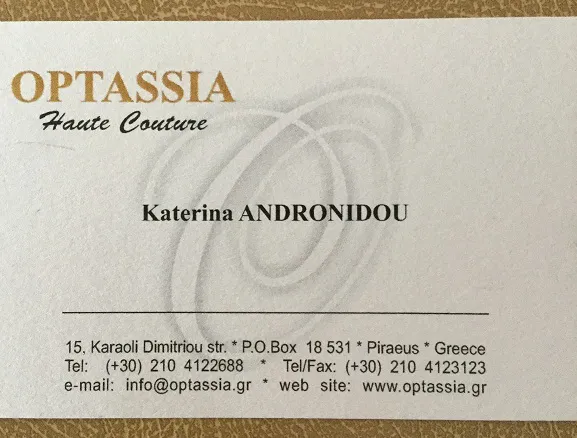 OPTASSIA
Haute Couture
Katerina ANDRONIDOU
15, Karaoli Dimitriou str. * P.O.Box 18 531 * Piraeus * Greece
Tel: (+30) 210 4122688 * Tel/Fax: (+30) 210 4123123
e-mail: info@optassia.gr * web site: www.optassia.gr